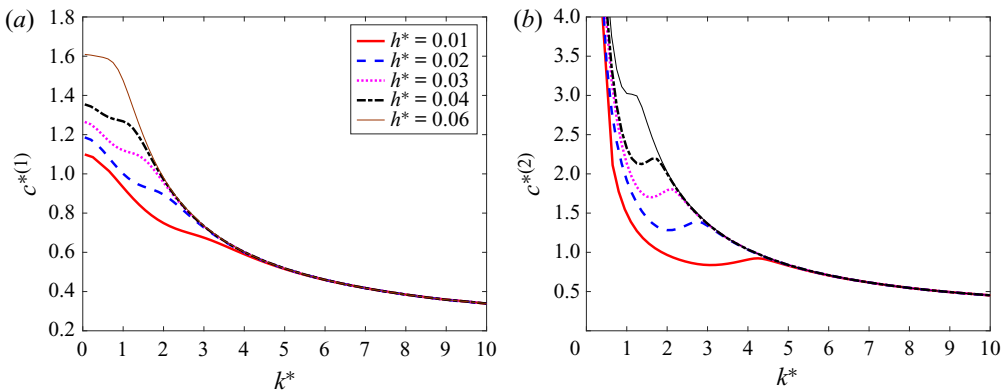 (a)
1.8
1.6
1.4
1.2
1.0
0.8
0.6
0.4
0.2
c*(1)
0 1 2 3 4 5 6 7 8 9 10
k*
h* = 0.01
h* = 0.02
h* = 0.03
h* = 0.04
h* = 0.06
(b)
4.0
3.5
3.0
2.5
2.0
1.5
1.0
0.5
c*(2)
0 1 2 3 4 5 6 7 8 9 10
k*